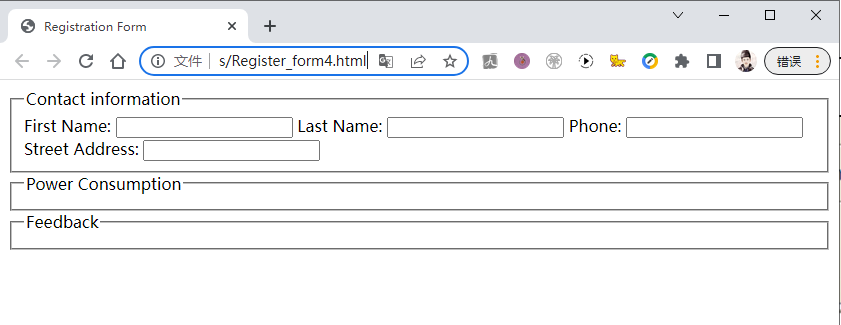 Registration Form
文件 s/Register_form4.html 错误
Contact information
First Name: Last Name: Phone:
Street Address:
Power Consumption
Feedback